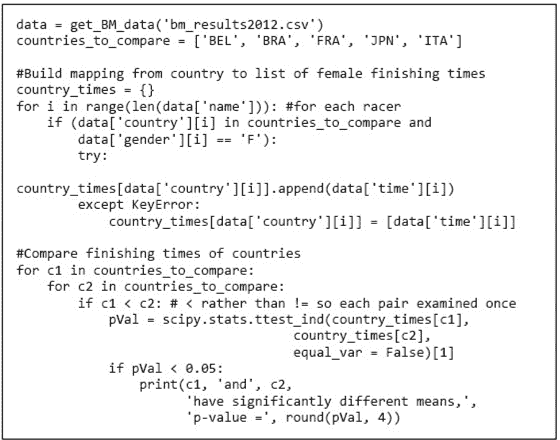 data = get_BM_data('bm_results2012.csv')
countries_to_compare = ['BEL', 'BRA', 'FRA', 'JPN', 'ITA']

#Build mapping from country to list of female finishing times
country_times = {}
for i in range(len(data['name'])): #for each racer
    if (data['country'][i] in countries_to_compare and
        data['gender'][i] == 'F'):
        try:

country_times[data['country'][i]].append(data['time'][i])
        except KeyError:
            country_times[data['country'][i]] = [data['time'][i]]

#Compare finishing times of countries
for c1 in countries_to_compare:
    for c2 in countries_to_compare:
        if c1 < c2: # < rather than != so each pair examined once
            pVal = scipy.stats.ttest_ind(country_times[c1],
                                         country_times[c2],
                                         equal_var = False)[1]
            if pVal < 0.05:
                print(c1, 'and', c2,
                      'have significantly different means,',
                      'p-value =', round(pVal, 4))